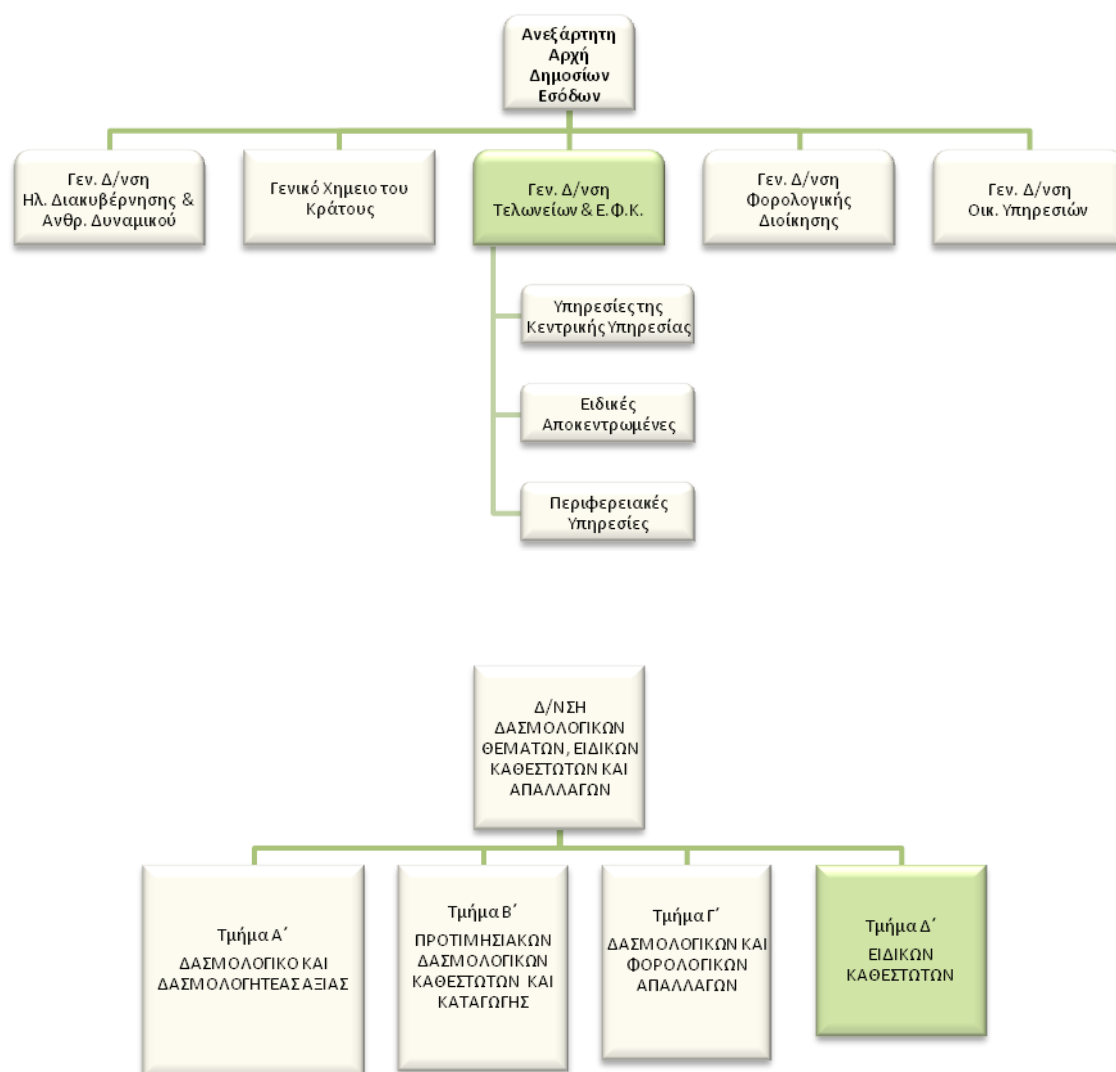 Ανεξάρτητη
Αρχή
Δημοσίων
Εσόδων
Γεν. Δ/νση
Ηλ. Διακυβέρνησης &
Ανθρ. Δυναμικού
Γενικό Χημειο του
Κράτους
Γεν. Δ/νση
Τελωνείων & Ε.Φ.Κ.
Γεν. Δ/νση
Φορολογικής
Διοίκησης
Γεν. Δ/νση
Οικ. Υπηρεσιών
Υπηρεσίες της
Κεντρικής Υπηρεσίας
Ειδικές
Αποκεντρωμένες
Περιφερειακές
Υπηρεσίες
Δ/ΝΣΗ
ΔΑΣΜΟΛΟΓΙΚΩΝ
ΘΕΜΑΤΩΝ, ΕΙΔΙΚΩΝ
ΚΑΘΕΣΤΩΤΩΝ ΚΑΙ
ΑΠΑΛΛΑΓΩΝ
Τμήμα Α΄
ΔΑΣΜΟΛΟΓΙΚΟ ΚΑΙ
ΔΑΣΜΟΛΟΓΗΤΕΑΣ ΑΞΙΑΣ
Τμήμα Β΄
ΠΡΟΤΙΜΗΣΙΑΚΩΝ
ΔΑΣΜΟΛΟΓΙΚΩΝ
ΚΑΘΕΣΤΩΤΩΝ ΚΑΙ
ΚΑΤΑΓΩΓΗΣ
Τμήμα Γ΄
ΔΑΣΜΟΛΟΓΙΚΩΝ ΚΑΙ
ΦΟΡΟΛΟΓΙΚΩΝ
ΑΠΑΛΛΑΓΩΝ
Τμήμα Δ΄
ΕΙΔΙΚΩΝ
ΚΑΘΕΣΤΩΤΩΝ